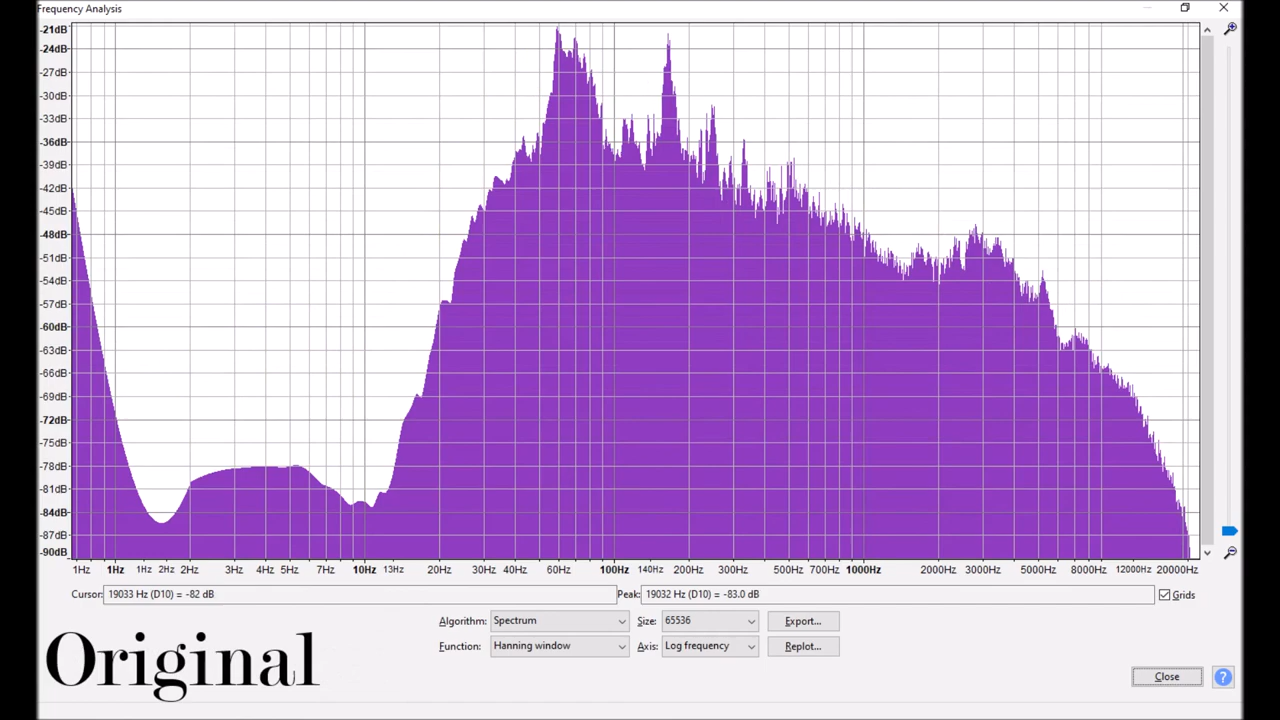 Frequency Analysis
-21dB
-24dB
-27dB
-30dB
-33dB
-36dB
-39dB
-42dB
-45dB
-48dB
-51dB
-54dB
-57dB
-60dB
-63dB
-66dB
-69dB
-72dB
-75dB
-78dB
-81dB
-84dB
-87dB
-90dB
1Hz 1Hz 1Hz 2Hz 2Hz 3Hz 4Hz 5Hz 7Hz 10Hz 13Hz 20Hz 30Hz 40Hz 60Hz 100Hz 140Hz 200Hz 300Hz 400Hz 500Hz 700Hz 1000Hz 2000Hz 3000Hz 5000Hz 8000Hz 12000Hz 20000Hz
Cursor: 19033 Hz (D10) = -82 dB Peak: 19032 Hz (D10) = -83.0 dB Grids
Algorithm: Spectrum Size: 65536 Export...
Function: Hanning window Axis: Log frequency Replot...
Original
Close ?